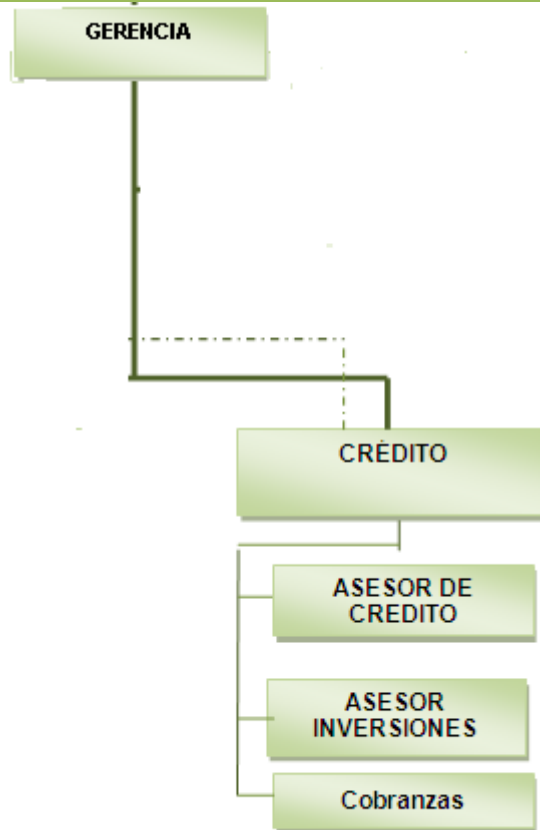 GERENCIA
CRÉDITO
ASESOR DE
CREDITO
ASESOR
INVERSIONES
Cobranzas